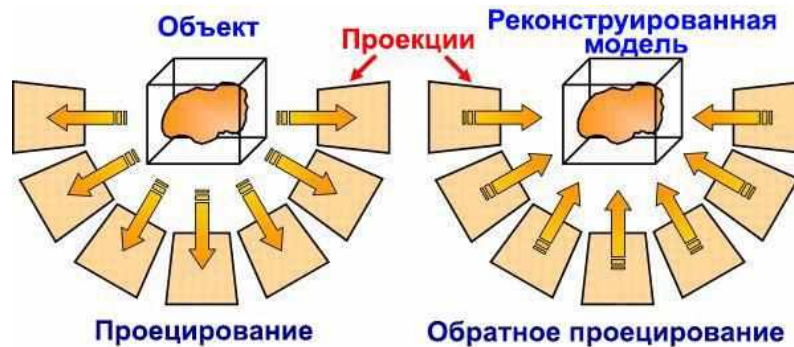 Объект
Проекции
Реконструированная
модель
Проецирование
Обратное проецирование